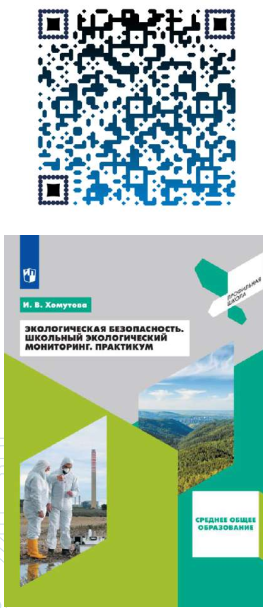 ПРОФИЛЬНАЯ
ШКОЛА
И. В. Хомутова
ЭКОЛОГИЧЕСКАЯ БЕЗОПАСНОСТЬ.
ШКОЛЬНЫЙ ЭКОЛОГИЧЕСКИЙ
МОНИТОРИНГ. ПРАКТИКУМ
СРЕДНЕЕ ОБЩЕЕ
ОБРАЗОВАНИЕ